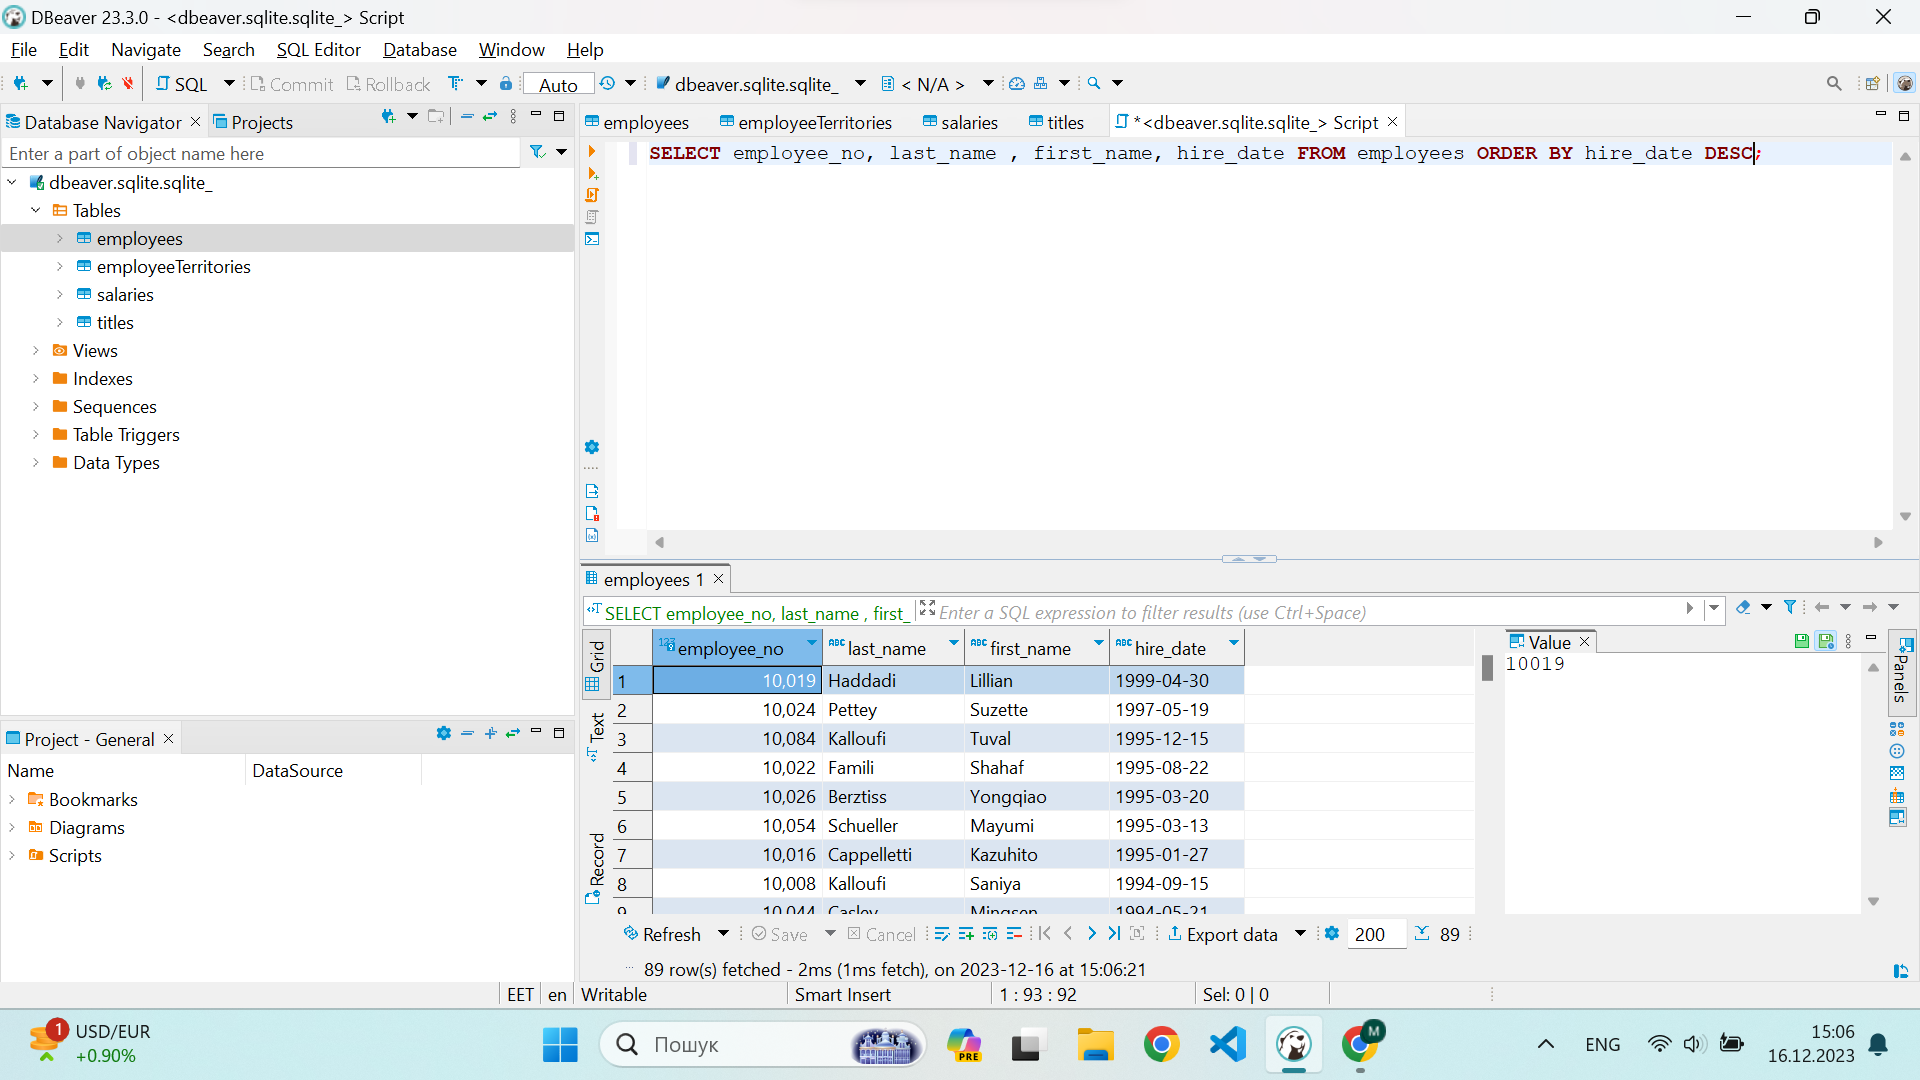 DBeaver 23.3.0 - <dbeaver.sqlite.sqlite_> Script
File Edit Navigate Search SQL Editor Database Window Help
SQL Commit Rollback Auto dbeaver.sqlite.sqlite_ < N/A >
Database Navigator Projects
Enter a part of object name here
dbeaver.sqlite.sqlite_
Tables
employees
employeeTerritories
salaries
titles
Views
Indexes
Sequences
Table Triggers
Data Types
Project - General
Name DataSource
Bookmarks
Diagrams
Scripts
employees employeeTerritories salaries titles *<dbeaver.sqlite.sqlite_> Script
SELECT employee_no, last_name , first_name, hire_date FROM employees ORDER BY hire_date DESC;
employees 1
SELECT employee_no, last_name , first_ Enter a SQL expression to filter results (use Ctrl+Space)
Grid
Text
Record
employee_no last_name first_name hire_date
1 10,019 Haddadi Lillian 1999-04-30
2 10,024 Pettey Suzette 1997-05-19
3 10,084 Kalloufi Tuval 1995-12-15
4 10,022 Famili Shahaf 1995-08-22
5 10,026 Berztiss Yongqiao 1995-03-20
6 10,054 Schueller Mayumi 1995-03-13
7 10,016 Cappelletti Kazuhito 1995-01-27
8 10,008 Kalloufi Saniya 1994-09-15
9 10,044 Casley Mingsen 1994-05-21
Value
10019
Panels
Refresh Save Cancel Export data 200 89
89 row(s) fetched - 2ms (1ms fetch), on 2023-12-16 at 15:06:21
EET en Writable Smart Insert 1 : 93 : 92 Sel: 0 | 0
1 USD/EUR
+0.90%
Пошук
PRE
M
ENG
15:06
16.12.2023